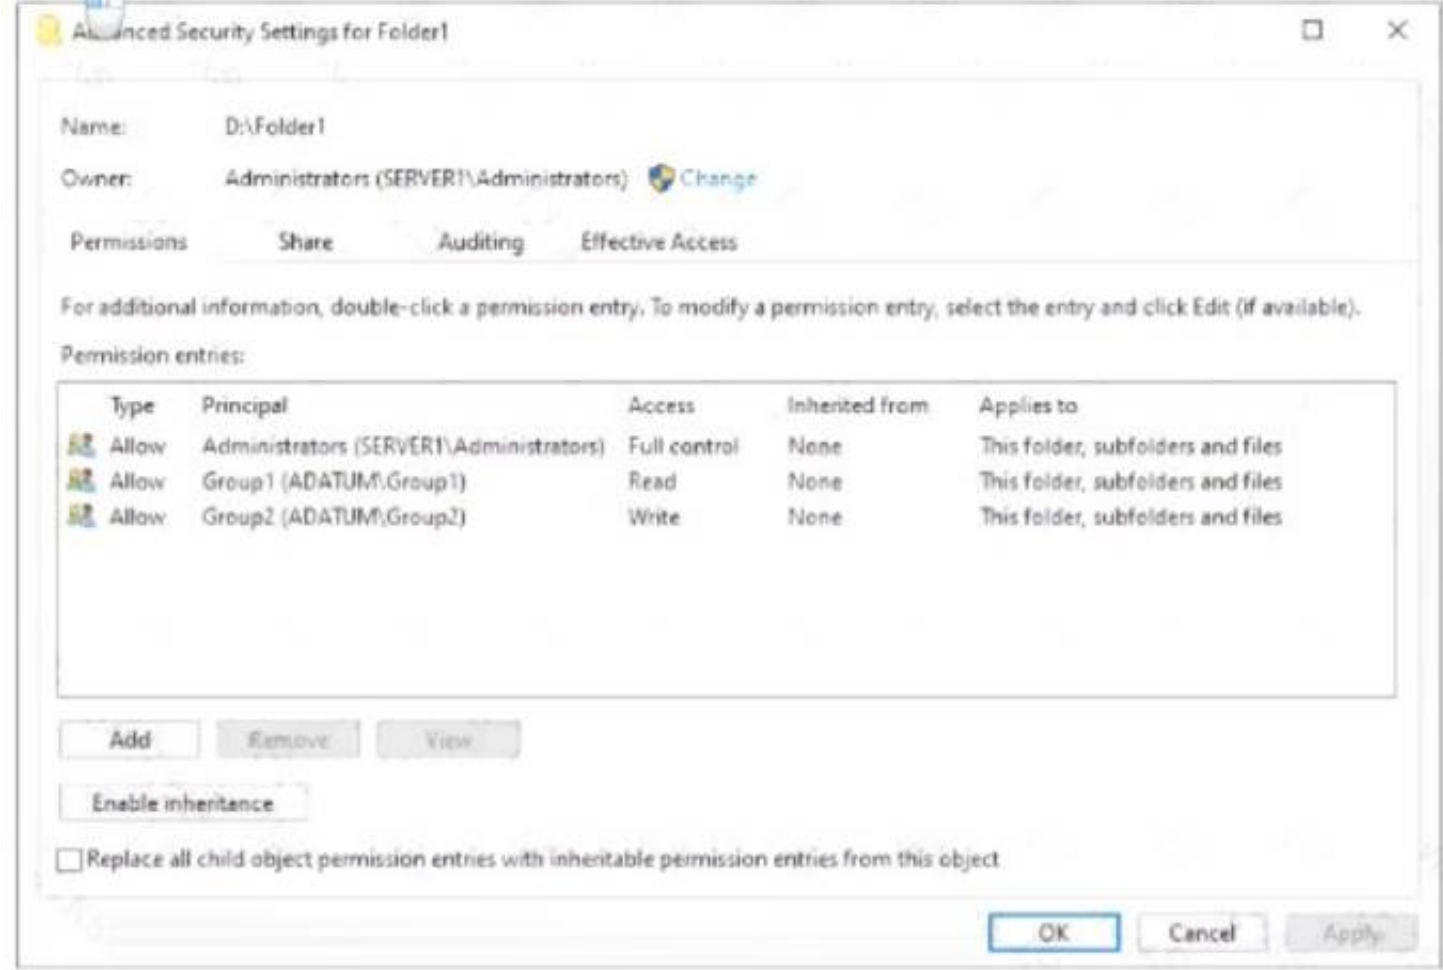 Advanced Security Settings for Folder1
Name: D:\Folder1
Owner: Administrators (SERVER1\Administrators) Change
Permissions Share Auditing Effective Access
For additional information, double-click a permission entry. To modify a permission entry, select the entry and click Edit (if available).
Permission entries:
Type Principal Access Inherited from Applies to
Allow Administrators (SERVER1\Administrators) Full control None This folder, subfolders and files
Allow Group1 (ADATUM\Group1) Read None This folder, subfolders and files
Allow Group2 (ADATUM\Group2) Write None This folder, subfolders and files
Add Remove View
Enable inheritance
Replace all child object permission entries with inheritable permission entries from this object
OK Cancel Apply